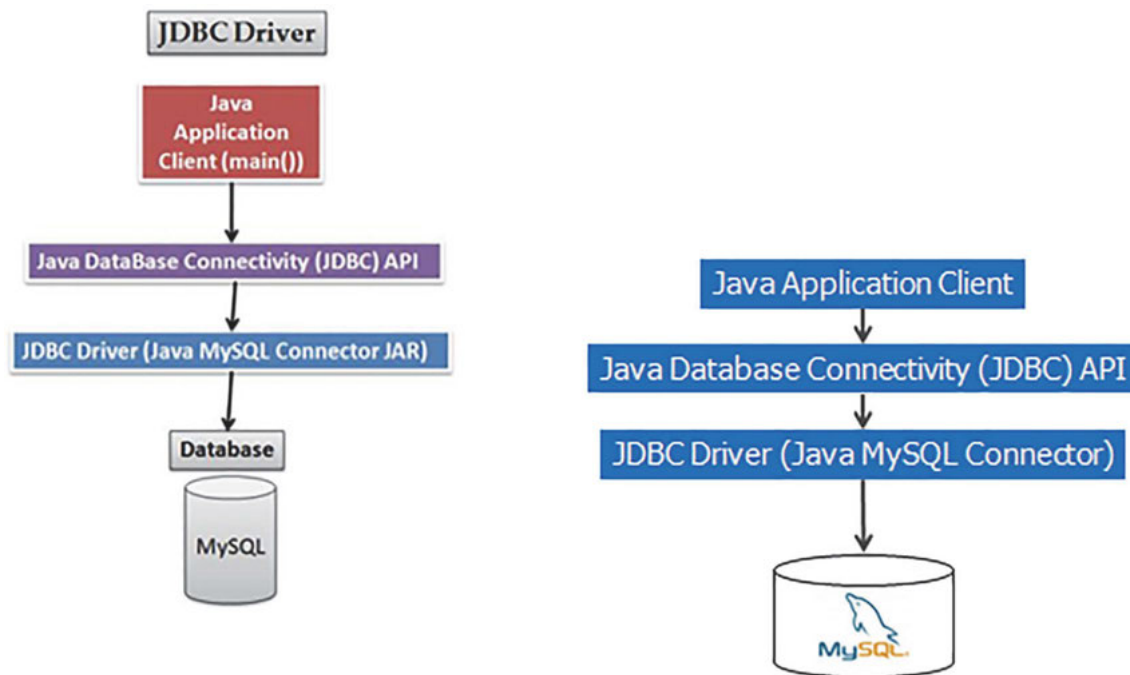 JDBC Driver
Java
Application
Client (main())
Java DataBase Connectivity (JDBC) API
JDBC Driver (Java MySQL Connector JAR)
Database
MySQL
Java Application Client
Java Database Connectivity (JDBC) API
JDBC Driver (Java MySQL Connector)
MySQL